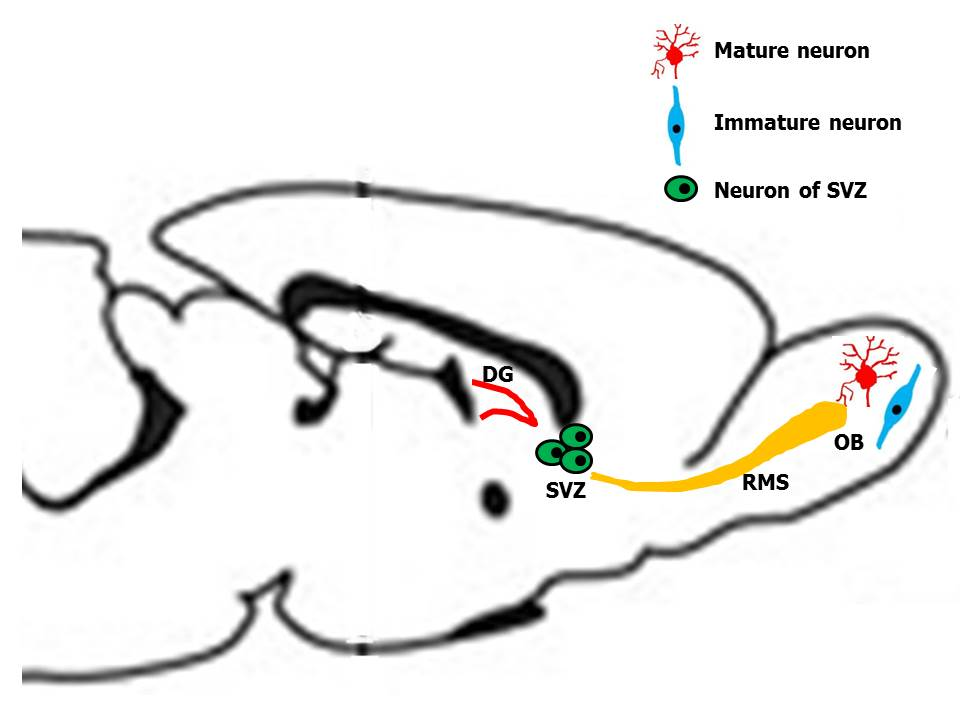 Mature neuron
Immature neuron
Neuron of SVZ
DG
OB
RMS
SVZ